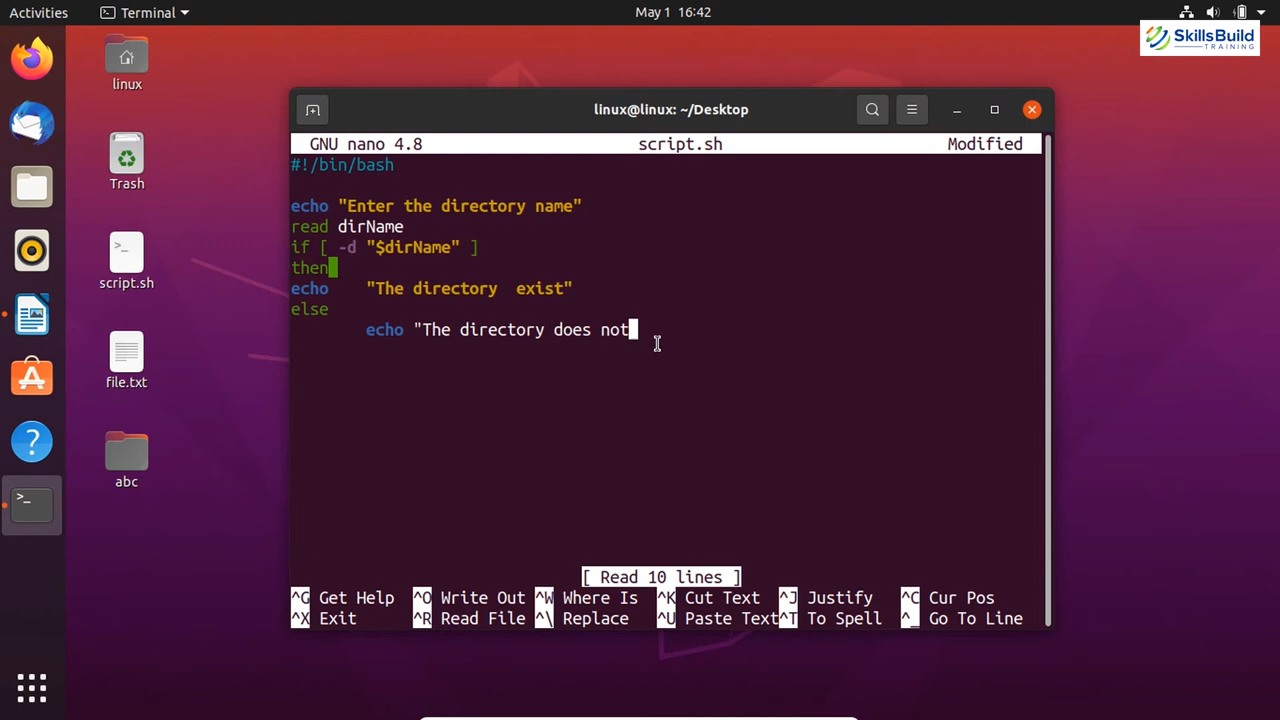 Activities
Terminal
May 1 16:42
SkillsBuild
TRAINING
linux
Trash
script.sh
file.txt
abc
linux@linux: ~/Desktop
GNU nano 4.8 script.sh Modified
#!/bin/bash
echo "Enter the directory name"
read dirName
if [ -d "$dirName" ]
then
echo    "The directory  exist"
else
        echo "The directory does not
[ Read 10 lines ]
^G Get Help ^O Write Out ^W Where Is ^K Cut Text ^J Justify ^C Cur Pos
^X Exit ^R Read File ^\ Replace ^U Paste Text ^T To Spell ^_ Go To Line